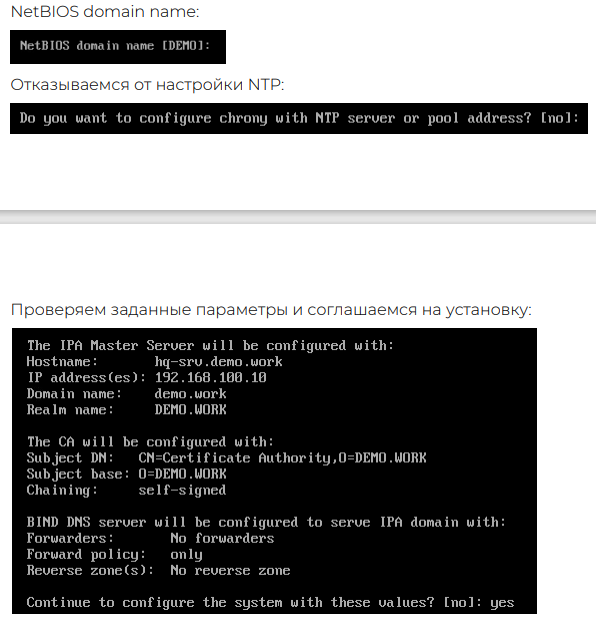 NetBIOS domain name:
NetBIOS domain name [DEMO]:
Отказываемся от настройки NTP:
Do you want to configure chrony with NTP server or pool address? [no]:
Проверяем заданные параметры и соглашаемся на установку:
The IPA Master Server will be configured with:
Hostname: hq-srv.demo.work
IP address(es): 192.168.100.10
Domain name: demo.work
Realm name: DEMO.WORK
The CA will be configured with:
Subject DN: CN=Certificate Authority,O=DEMO.WORK
Subject base: O=DEMO.WORK
Chaining: self-signed
BIND DNS server will be configured to serve IPA domain with:
Forwarders: No forwarders
Forward policy: only
Reverse zone(s): No reverse zone
Continue to configure the system with these values? [no]: yes